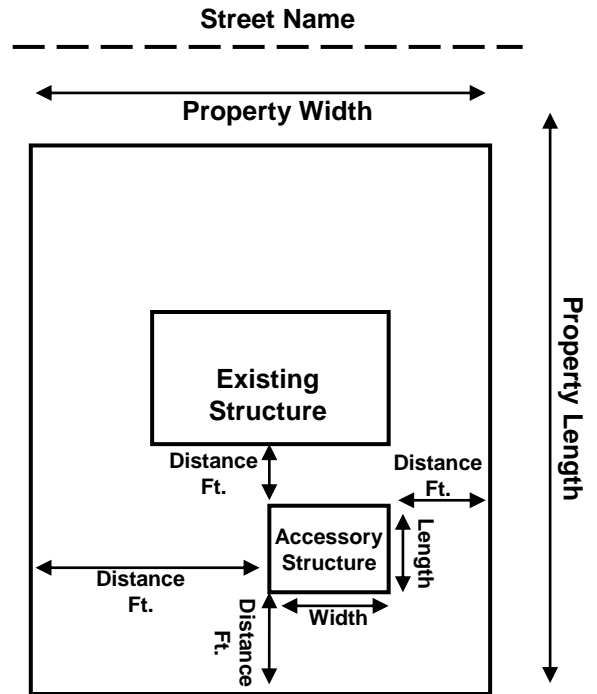 Street Name
Property Width
Property Length
Existing
Structure
Distance
Ft.
Distance
Ft.
Accessory
Structure
Length
Distance
Ft.
Width
Distance
Ft.